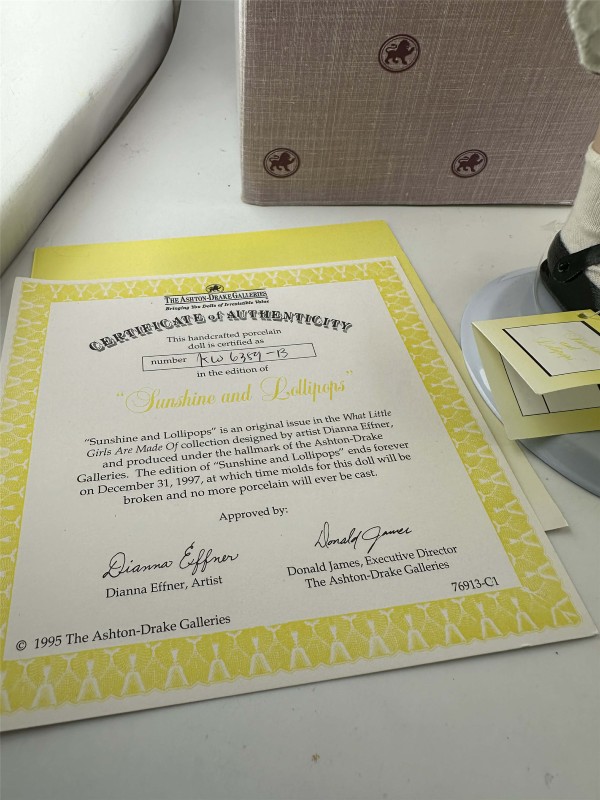 THE ASHTON-DRAKE GALLERIES
Bringing You Dolls of Irresistible Value
CERTIFICATE of AUTHENTICITY
This handcrafted porcelain
doll is certified as
number KW 6359-B
in the edition of
"Sunshine and Lollipops"
"Sunshine and Lollipops" is an original issue in the What Little
Girls Are Made Of collection designed by artist Dianna Effner,
and produced under the hallmark of the Ashton-Drake
Galleries. The edition of "Sunshine and Lollipops" ends forever
on December 31, 1997, at which time molds for this doll will be
broken and no more porcelain will ever be cast.
Approved by:
Dianna Effner
Dianna Effner, Artist
Donald James
Donald James, Executive Director
The Ashton-Drake Galleries
76913-C1
© 1995 The Ashton-Drake Galleries
Lollipops